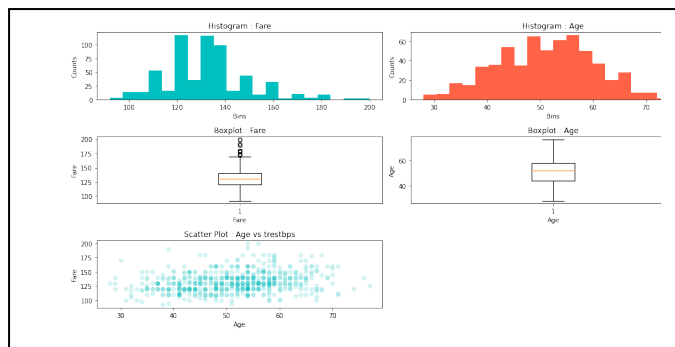 Histogram : Fare
Counts
100
50
0
100 120 140 160 180 200
Bins
Histogram : Age
Counts
60
40
20
0
30 40 50 60 70
Bins
Boxplot : Fare
Fare
200
175
150
125
100
1
Fare
Boxplot : Age
Age
60
40
1
Age
Scatter Plot : Age vs trestbps
Fare
200
175
150
125
100
30 40 50 60 70
Age